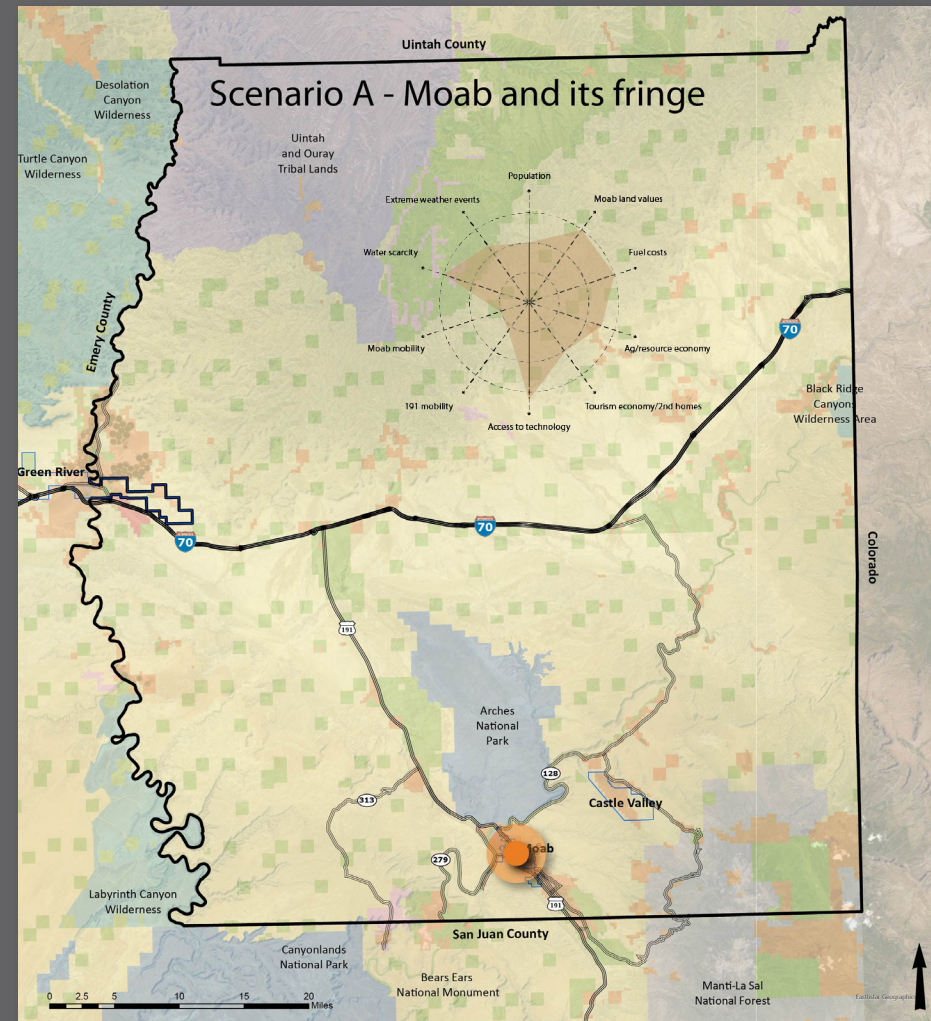 Uintah County
Scenario A - Moab and its fringe
Desolation
Canyon
Wilderness
Turtle Canyon
Wilderness
Uintah
and Ouray
Tribal Lands
Population
Extreme weather events
Moab land values
Water scarcity
Fuel costs
Moab mobility
Ag/resource economy
191 mobility
Tourism economy/2nd homes
Access to technology
Emery County
70
Black Ridge
Canyons
Wilderness Area
Green River
70
70
Colorado
191
Arches
National
Park
128
313
Castle Valley
279
191
Labyrinth Canyon
Wilderness
San Juan County
Canyonlands
National Park
Bears Ears
National Monument
Manti-La Sal
National Forest
0 2.5 5 10 15 20
Miles
Earthstar Geographics